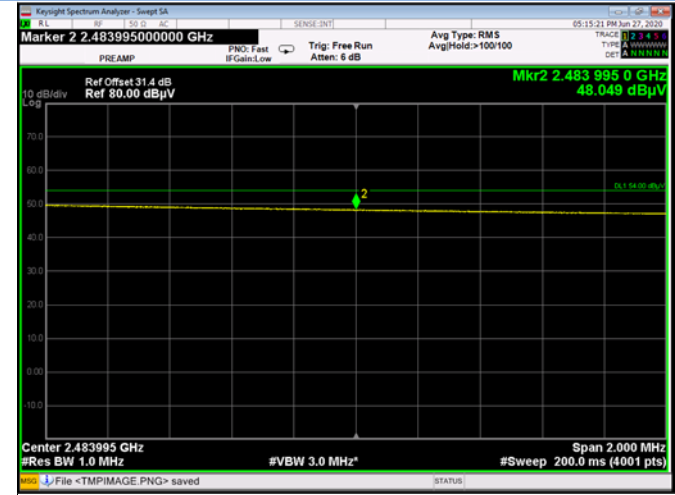 Keysight Spectrum Analyzer - Swept SA
RL RF 50 Ω AC SENSE:INT 05:15:21 PM Jun 27, 2020
Marker 2 2.483995000000 GHz
PREAMP
PNO: Fast
IFGain:Low
Trig: Free Run
Atten: 6 dB
Avg Type: RMS
Avg|Hold:>100/100
TRACE 1 2 3 4 5 6
TYPE A WWWWW
DET A N N N N N
Mkr2 2.483 995 0 GHz
48.049 dBµV
Ref Offset 31.4 dB
10 dB/div Ref 80.00 dBµV
Log
70.0
60.0
DL1 54.00 dBµV
2
50.0
40.0
30.0
20.0
10.0
0.00
-10.0
Center 2.483995 GHz Span 2.000 MHz
#Res BW 1.0 MHz #VBW 3.0 MHz* #Sweep 200.0 ms (4001 pts)
MSG File <TMPIMAGE.PNG> saved STATUS